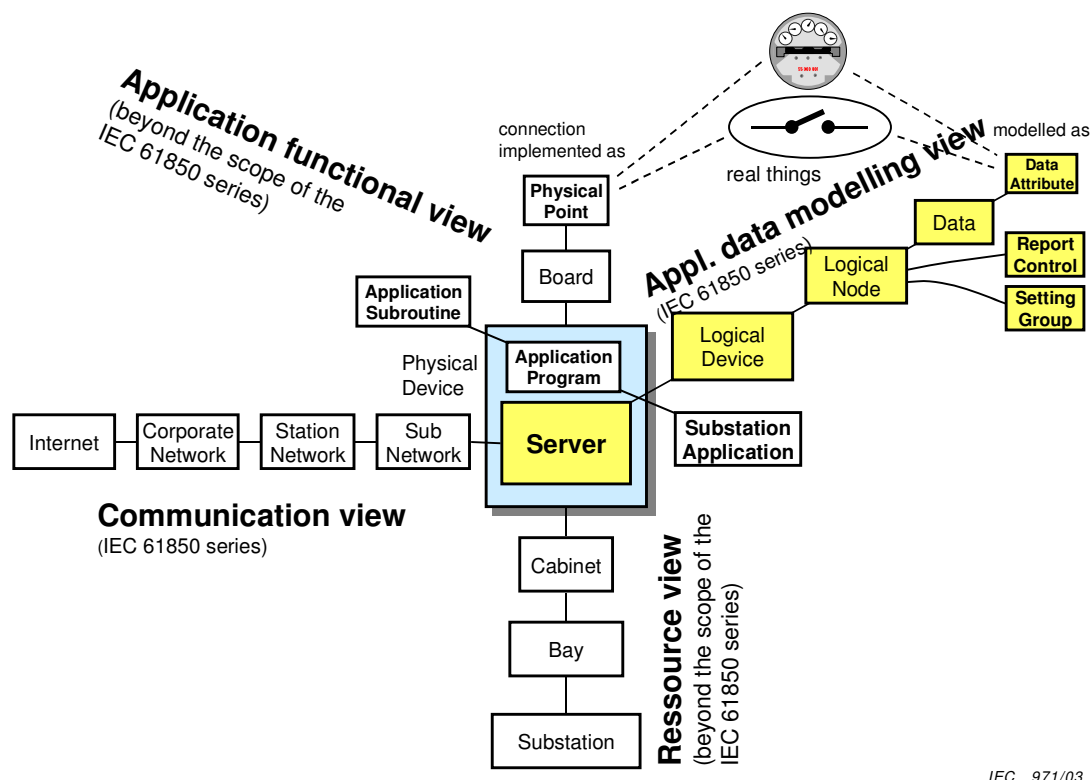 Application functional view
(beyond the scope of the
IEC 61850 series)
connection
implemented as
real things
modelled as
Physical
Point
Board
Appl. data modelling view
(IEC 61850 series)
Data
Attribute
Data
Logical
Node
Report
Control
Setting
Group
Logical
Device
Application
Subroutine
Physical
Device
Application
Program
Server
Substation
Application
Internet
Corporate
Network
Station
Network
Sub
Network
Communication view
(IEC 61850 series)
Cabinet
Bay
Substation
Ressource view
(beyond the scope of the
IEC 61850 series)
IEC 971/03